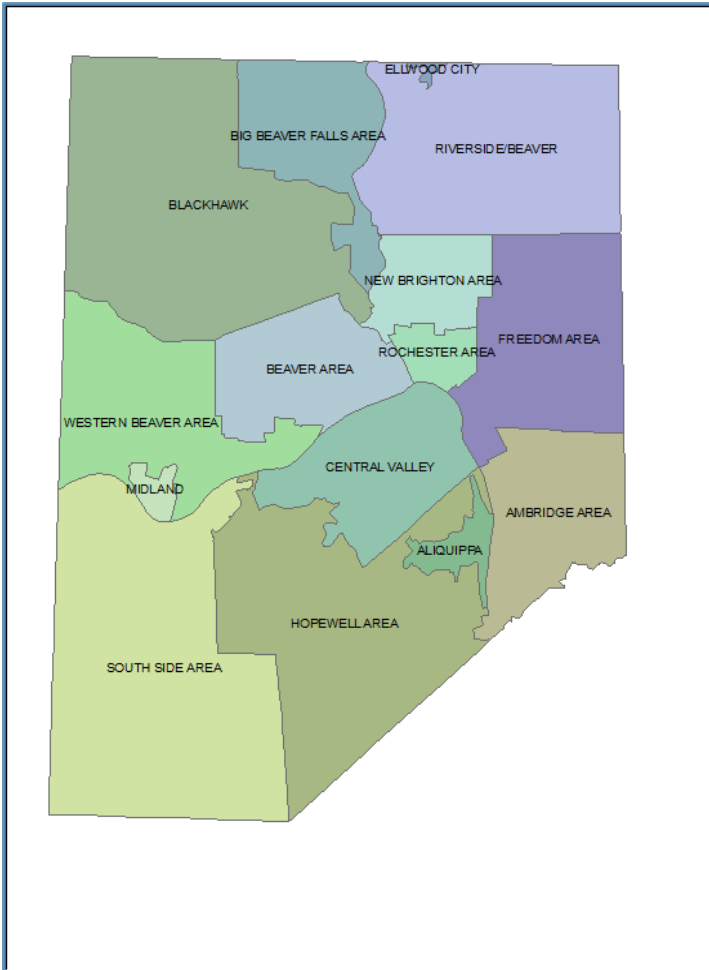 ELLWOOD CITY
BIG BEAVER FALLS AREA
RIVERSIDE/BEAVER
BLACKHAWK
NEW BRIGHTON AREA
FREEDOM AREA
ROCHESTER AREA
BEAVER AREA
WESTERN BEAVER AREA
CENTRAL VALLEY
MIDLAND
AMBRIDGE AREA
ALIQUIPPA
HOPEWELL AREA
SOUTH SIDE AREA